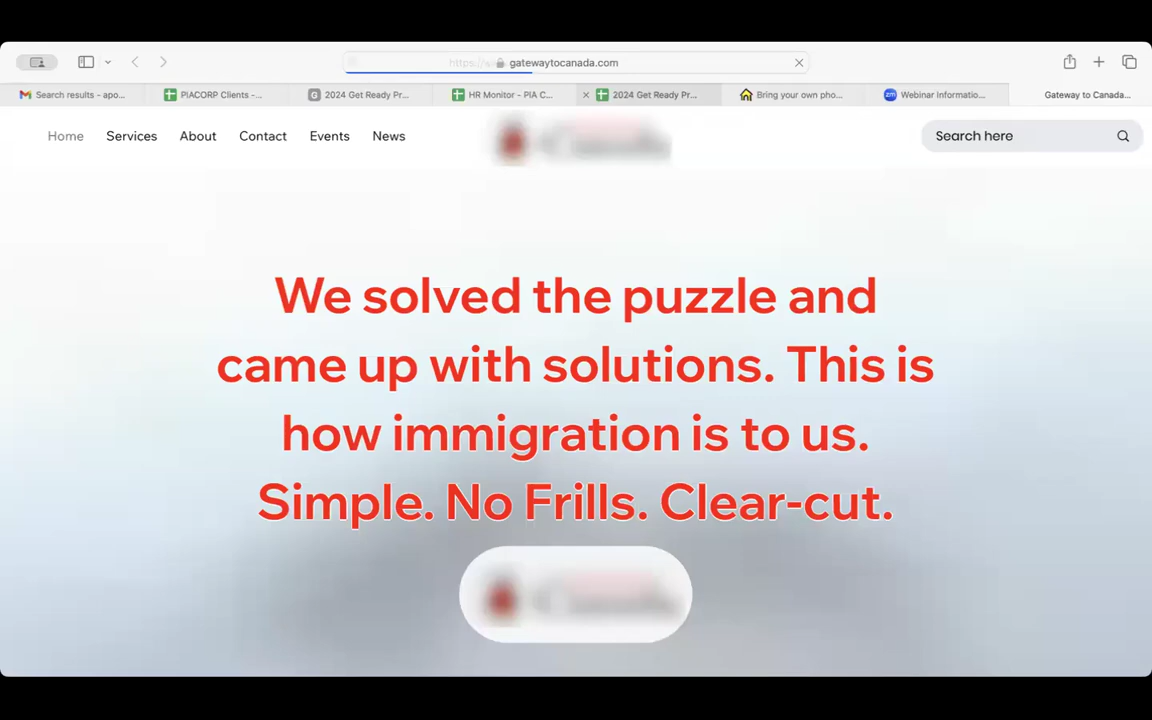 gatewaytocanada.com
Search results - apo...
PIACORP Clients -...
2024 Get Ready Pr...
HR Monitor - PIA C...
2024 Get Ready Pr...
Bring your own pho...
zm
Webinar Informatio...
Gateway to Canada...
Home
Services
About
Contact
Events
News
Search here
We solved the puzzle and
came up with solutions. This is
how immigration is to us.
Simple. No Frills. Clear-cut.